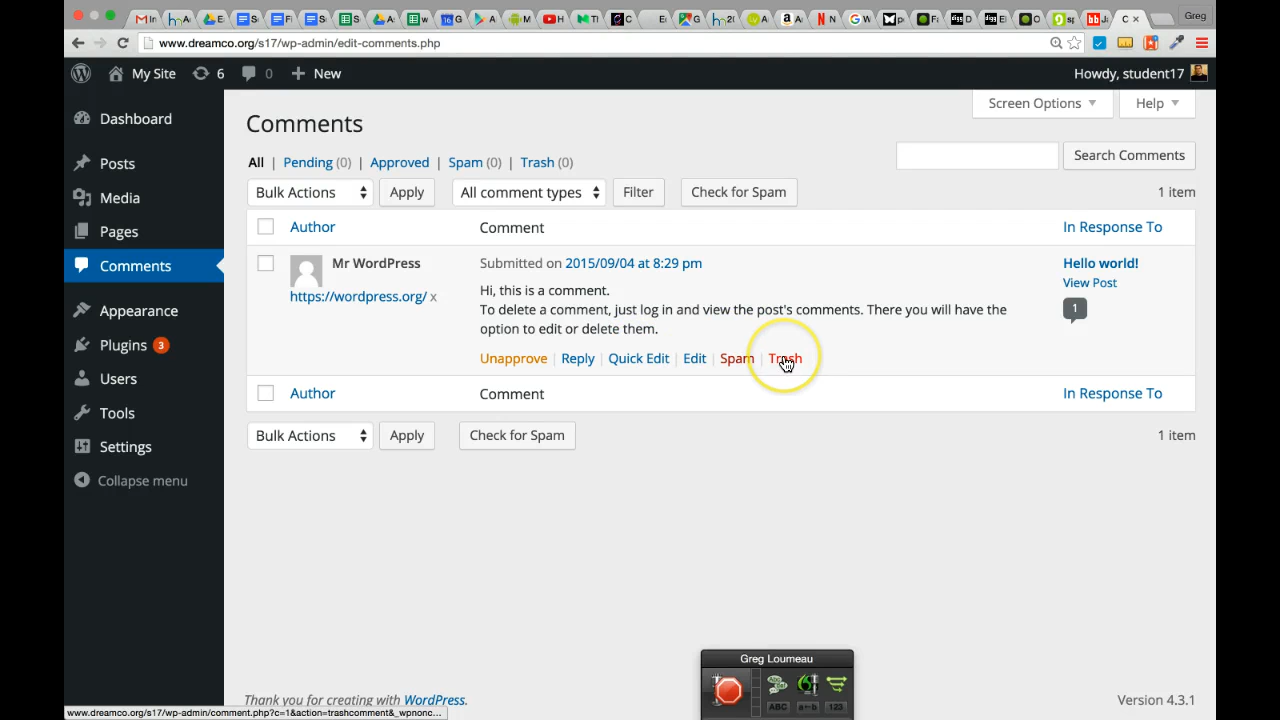 Greg
www.dreamco.org/s17/wp-admin/edit-comments.php
My Site 6 0 New Howdy, student17
Screen Options Help
Dashboard
Posts
Media
Pages
Comments
Appearance
Plugins 3
Users
Tools
Settings
Collapse menu
Comments
All | Pending (0) | Approved | Spam (0) | Trash (0)
Search Comments
Bulk Actions Apply All comment types Filter Check for Spam 1 item
Author Comment In Response To
Mr WordPress Submitted on 2015/09/04 at 8:29 pm Hello world!
https://wordpress.org/ x Hi, this is a comment. View Post
To delete a comment, just log in and view the post's comments. There you will have the 1
option to edit or delete them.
Unapprove | Reply | Quick Edit | Edit | Spam | Trash
Author Comment In Response To
Bulk Actions Apply Check for Spam 1 item
Greg Loumeau
ABC a--b 123
Thank you for creating with WordPress. Version 4.3.1
www.dreamco.org/s17/wp-admin/comment.php?c=1&action=trashcomment&_wpnonc...